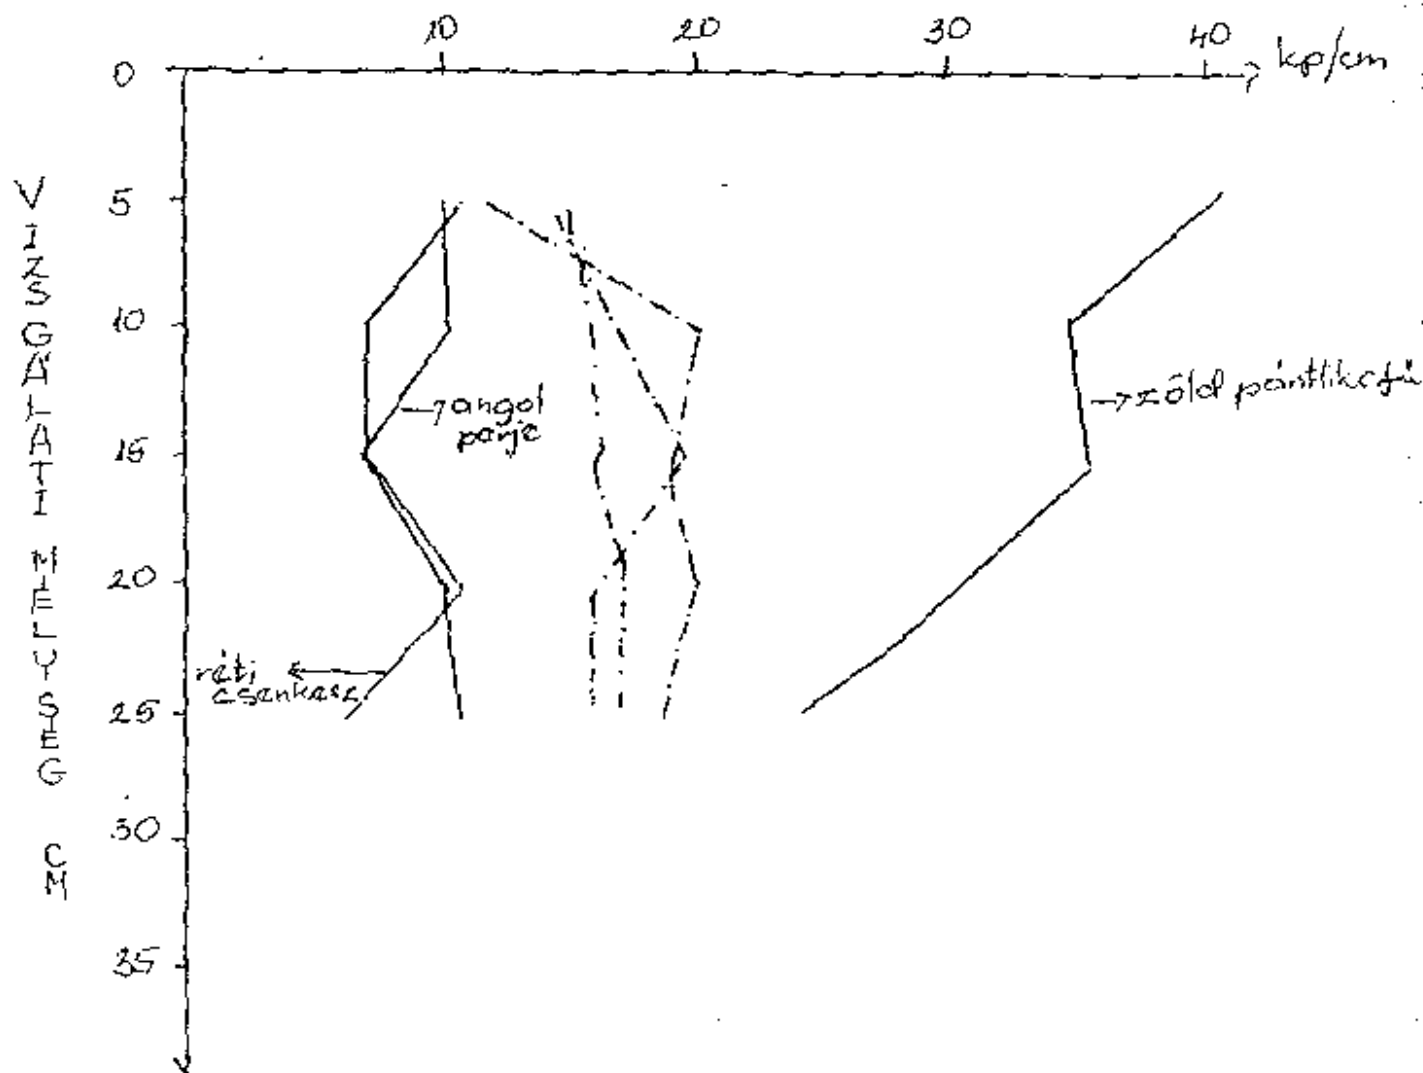 10 20 30 40
kp/cm
0
5
10
15
20
25
30
35
VIZSGÁLATI MÉLYSÉG CM
→ angol
perje
→ zöld pántlikafű
réti
csenkesz